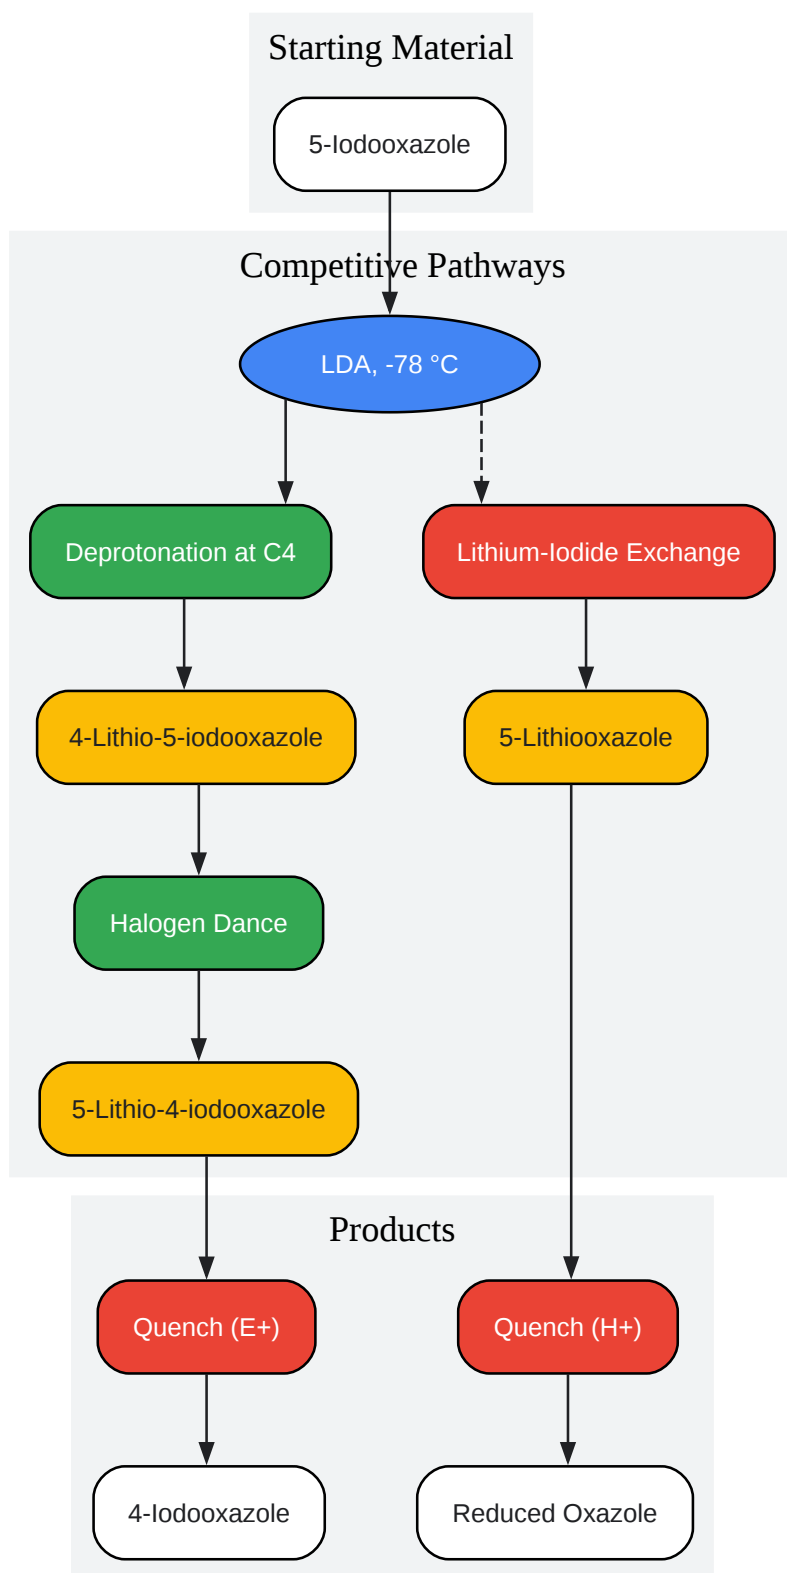 Starting Material
5-Iodooxazole
Competitive Pathways
LDA, -78 °C
Deprotonation at C4
Lithium-Iodide Exchange
4-Lithio-5-iodooxazole
5-Lithiooxazole
Halogen Dance
5-Lithio-4-iodooxazole
Products
Quench (E+)
Quench (H+)
4-Iodooxazole
Reduced Oxazole